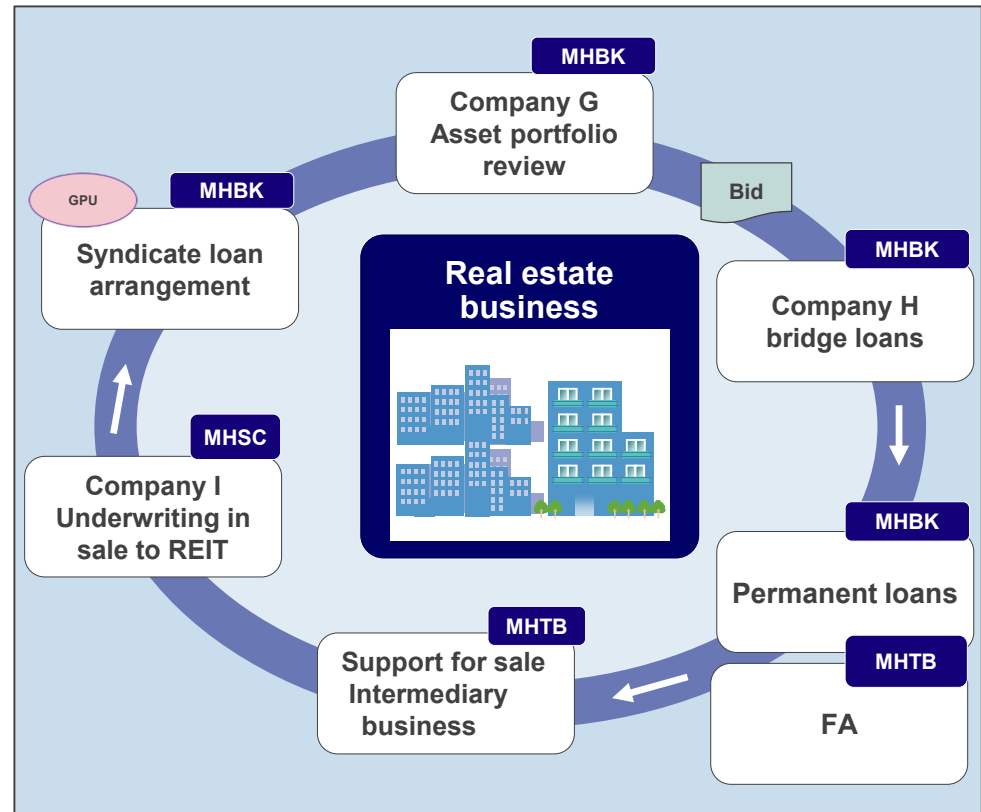 MHBK
Company G
Asset portfolio
review
Bid
MHBK
Company H
bridge loans
MHBK
Permanent loans
MHTB
FA
MHTB
Support for sale
Intermediary
business
MHSC
Company I
Underwriting in
sale to REIT
GPU
MHBK
Syndicate loan
arrangement
Real estate
business